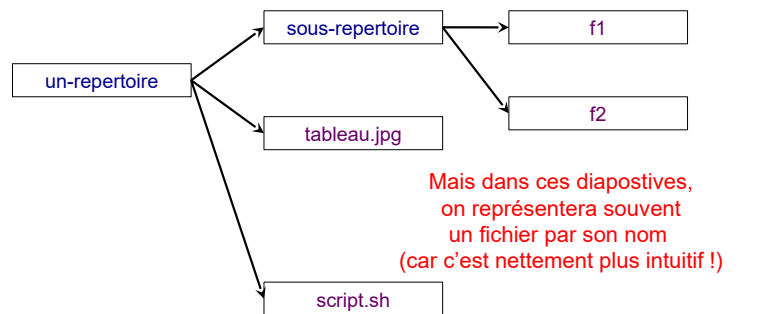 sous-repertoire
f1
un-repertoire
f2
tableau.jpg
Mais dans ces diapostives,
on représentera souvent
un fichier par son nom
(car c'est nettement plus intuitif !)
script.sh